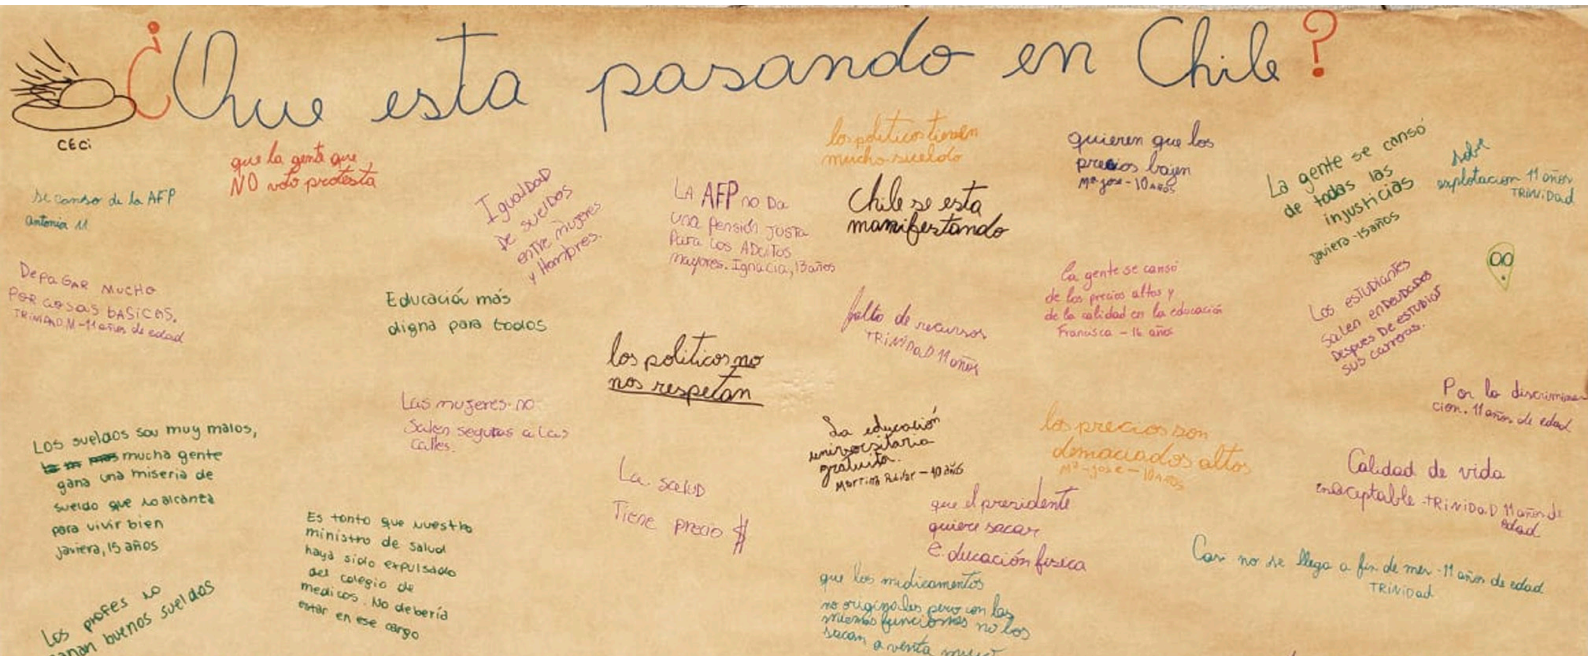 ¿Que esta pasando en Chile?
CECi
que la gente que
NO voto protesta
los politicos tienen
mucho sueldo
quieren que los
precios bajen
Mª jose - 10 años
La gente se cansó
de todas las
injusticias
Javiera - 15 años
sobre
explotacion 11 años
TRiNiDad
se canso de la AFP
Antonia 11
Igualdad
De sueldos
entre mujeres
y Hombres.
LA AFP no Da
una Pensión Justa
Para los ADultos
mayores. Ignacia, 13 años
Chile se esta
manifestando
DePaGAR MUCHO
POR COSAS BASICAS.
TRiNiDAD.M - 11 años de edad
Educación más
digna para todos
falta de recursos
TRiNiDaD 11 años
la gente se cansó
de los precios altos y
de la calidad en la educación
Francisca - 16 años
Los estudiantes
salen endeudados
Despues de estudiar
sus carreras.
los politicos no
nos respetan
Por la discrimina
cion. 11 años de edad
Las mujeres no
salen seguras a las
calles.
Los sueldos son muy malos,
mucha gente
gana una miseria de
sueldo que no alcanza
para vivir bien
Javiera, 15 años
La educación
universitaria
gratuita.
Martina - 10 años
los precios son
demaciados altos
Mª - jose - 10 años
La salud
Tiene precio $
Calidad de vida
inaceptable - TRiNiDaD 11 años de
edad
que el presidente
quiere sacar
Educación fisica
Es tanto que nuestro
ministro de salud
haya sido expulsado
del colegio de
medicos. No debería
estar en ese cargo
Casi no se llega a fin de mes - 11 años de edad
TRiNiDad
que los medicamentos
no originales pero con las
mismas funciones no los
sacan a venta
Los profes no
ganan buenos sueldos